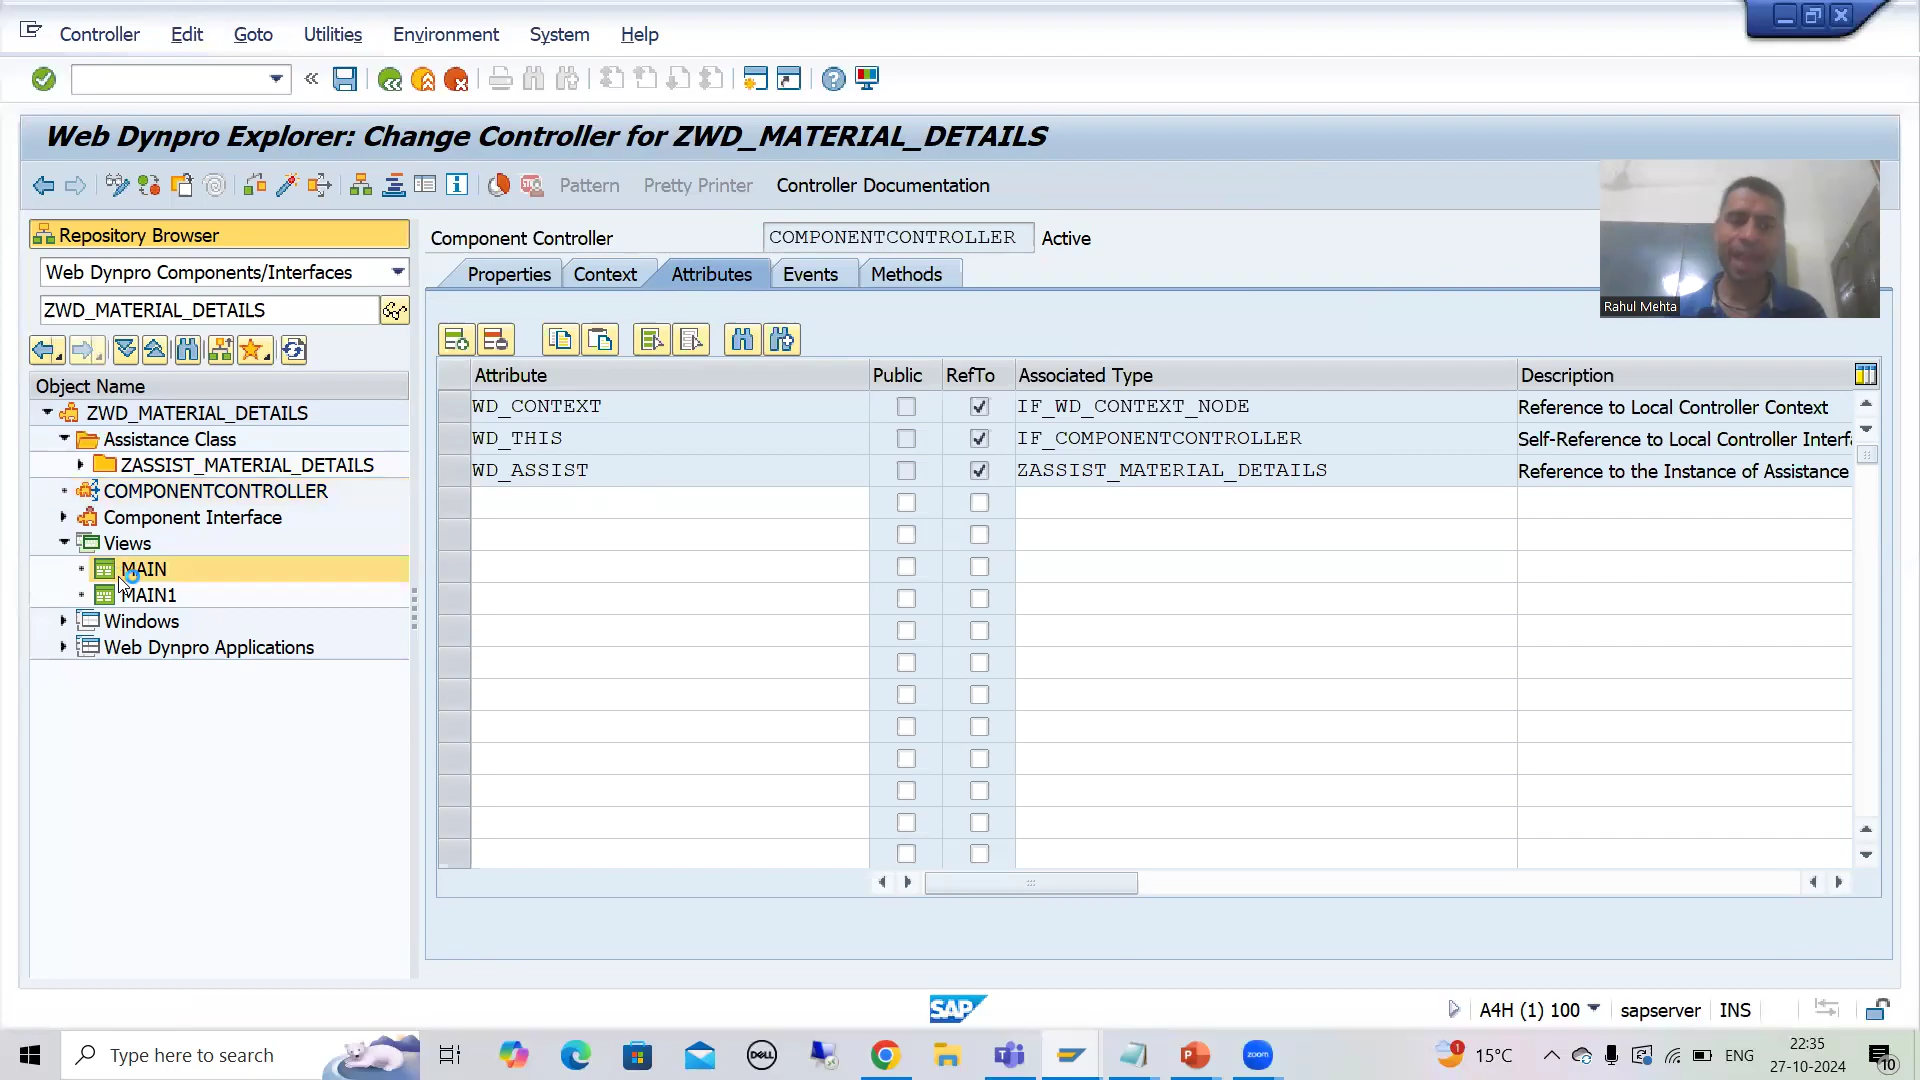 Controller Edit Goto Utilities Environment System Help
Web Dynpro Explorer: Change Controller for ZWD_MATERIAL_DETAILS
Pattern Pretty Printer Controller Documentation
Rahul Mehta
Repository Browser
Web Dynpro Components/Interfaces
ZWD_MATERIAL_DETAILS
Object Name
ZWD_MATERIAL_DETAILS
Assistance Class
ZASSIST_MATERIAL_DETAILS
COMPONENTCONTROLLER
Component Interface
Views
MAIN
MAIN1
Windows
Web Dynpro Applications
Component Controller COMPONENTCONTROLLER Active
Properties Context Attributes Events Methods
Attribute Public RefTo Associated Type Description
WD_CONTEXT IF_WD_CONTEXT_NODE Reference to Local Controller Context
WD_THIS IF_COMPONENTCONTROLLER Self-Reference to Local Controller Interf
WD_ASSIST ZASSIST_MATERIAL_DETAILS Reference to the Instance of Assistance
SAP
A4H (1) 100 sapserver INS
Type here to search
DELL
zoom
1
15°C
ENG
22:35
27-10-2024
10